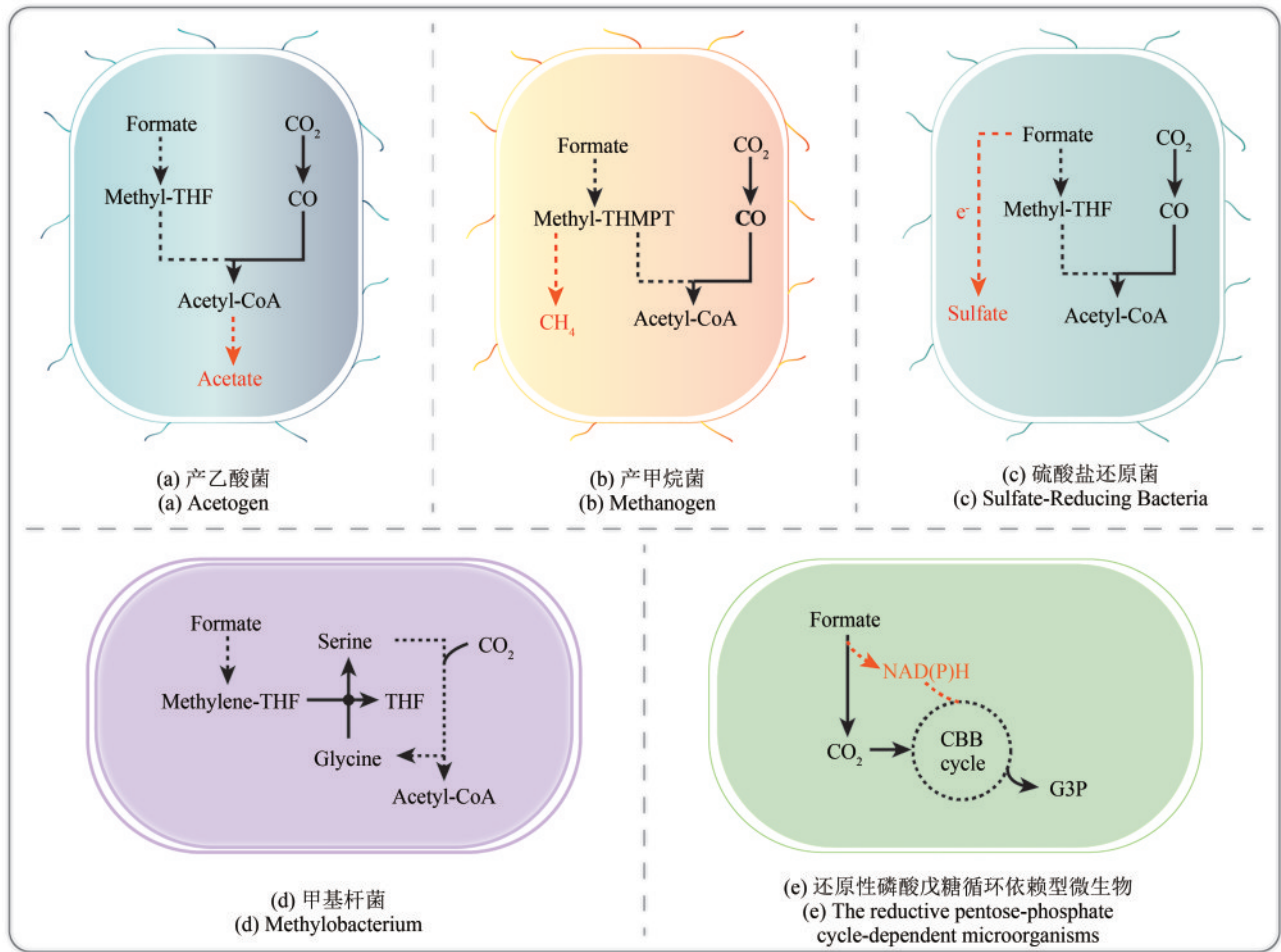 Formate
CO₂
Methyl-THF
CO
Acetyl-CoA
Acetate
(a) 产乙酸菌
(a) Acetogen
Formate
CO₂
Methyl-THMPT
CO
CH₄
Acetyl-CoA
(b) 产甲烷菌
(b) Methanogen
Formate
CO₂
e⁻
Methyl-THF
CO
Sulfate
Acetyl-CoA
(c) 硫酸盐还原菌
(c) Sulfate-Reducing Bacteria
Formate
Serine
CO₂
Methylene-THF
THF
Glycine
Acetyl-CoA
(d) 甲基杆菌
(d) Methylobacterium
Formate
NAD(P)H
CO₂
CBB
cycle
G3P
(e) 还原性磷酸戊糖循环依赖型微生物
(e) The reductive pentose-phosphate
cycle-dependent microorganisms